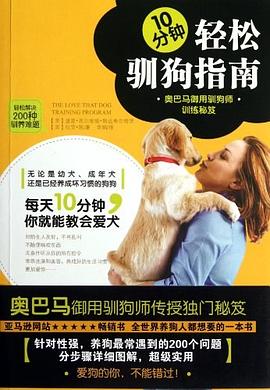 10分钟
轻松
驯狗指南
·奥巴马御用驯狗师·
训练秘笈
轻松解决
200种
驯养难题
THE LOVE THAT DOG
TRAINING PROGRAM
无论是幼犬、成年犬
还是已经养成坏习惯的狗狗
每天10分钟,
你就能教会爱犬
奥巴马御用驯狗师传授独门秘笈
亚马逊网站★★★★★畅销书 全世界养狗人都想要的一本书
针对性强,养狗最常遇到的200个问题
分步骤详细图解,超级实用
爱狗的你,不能错过!